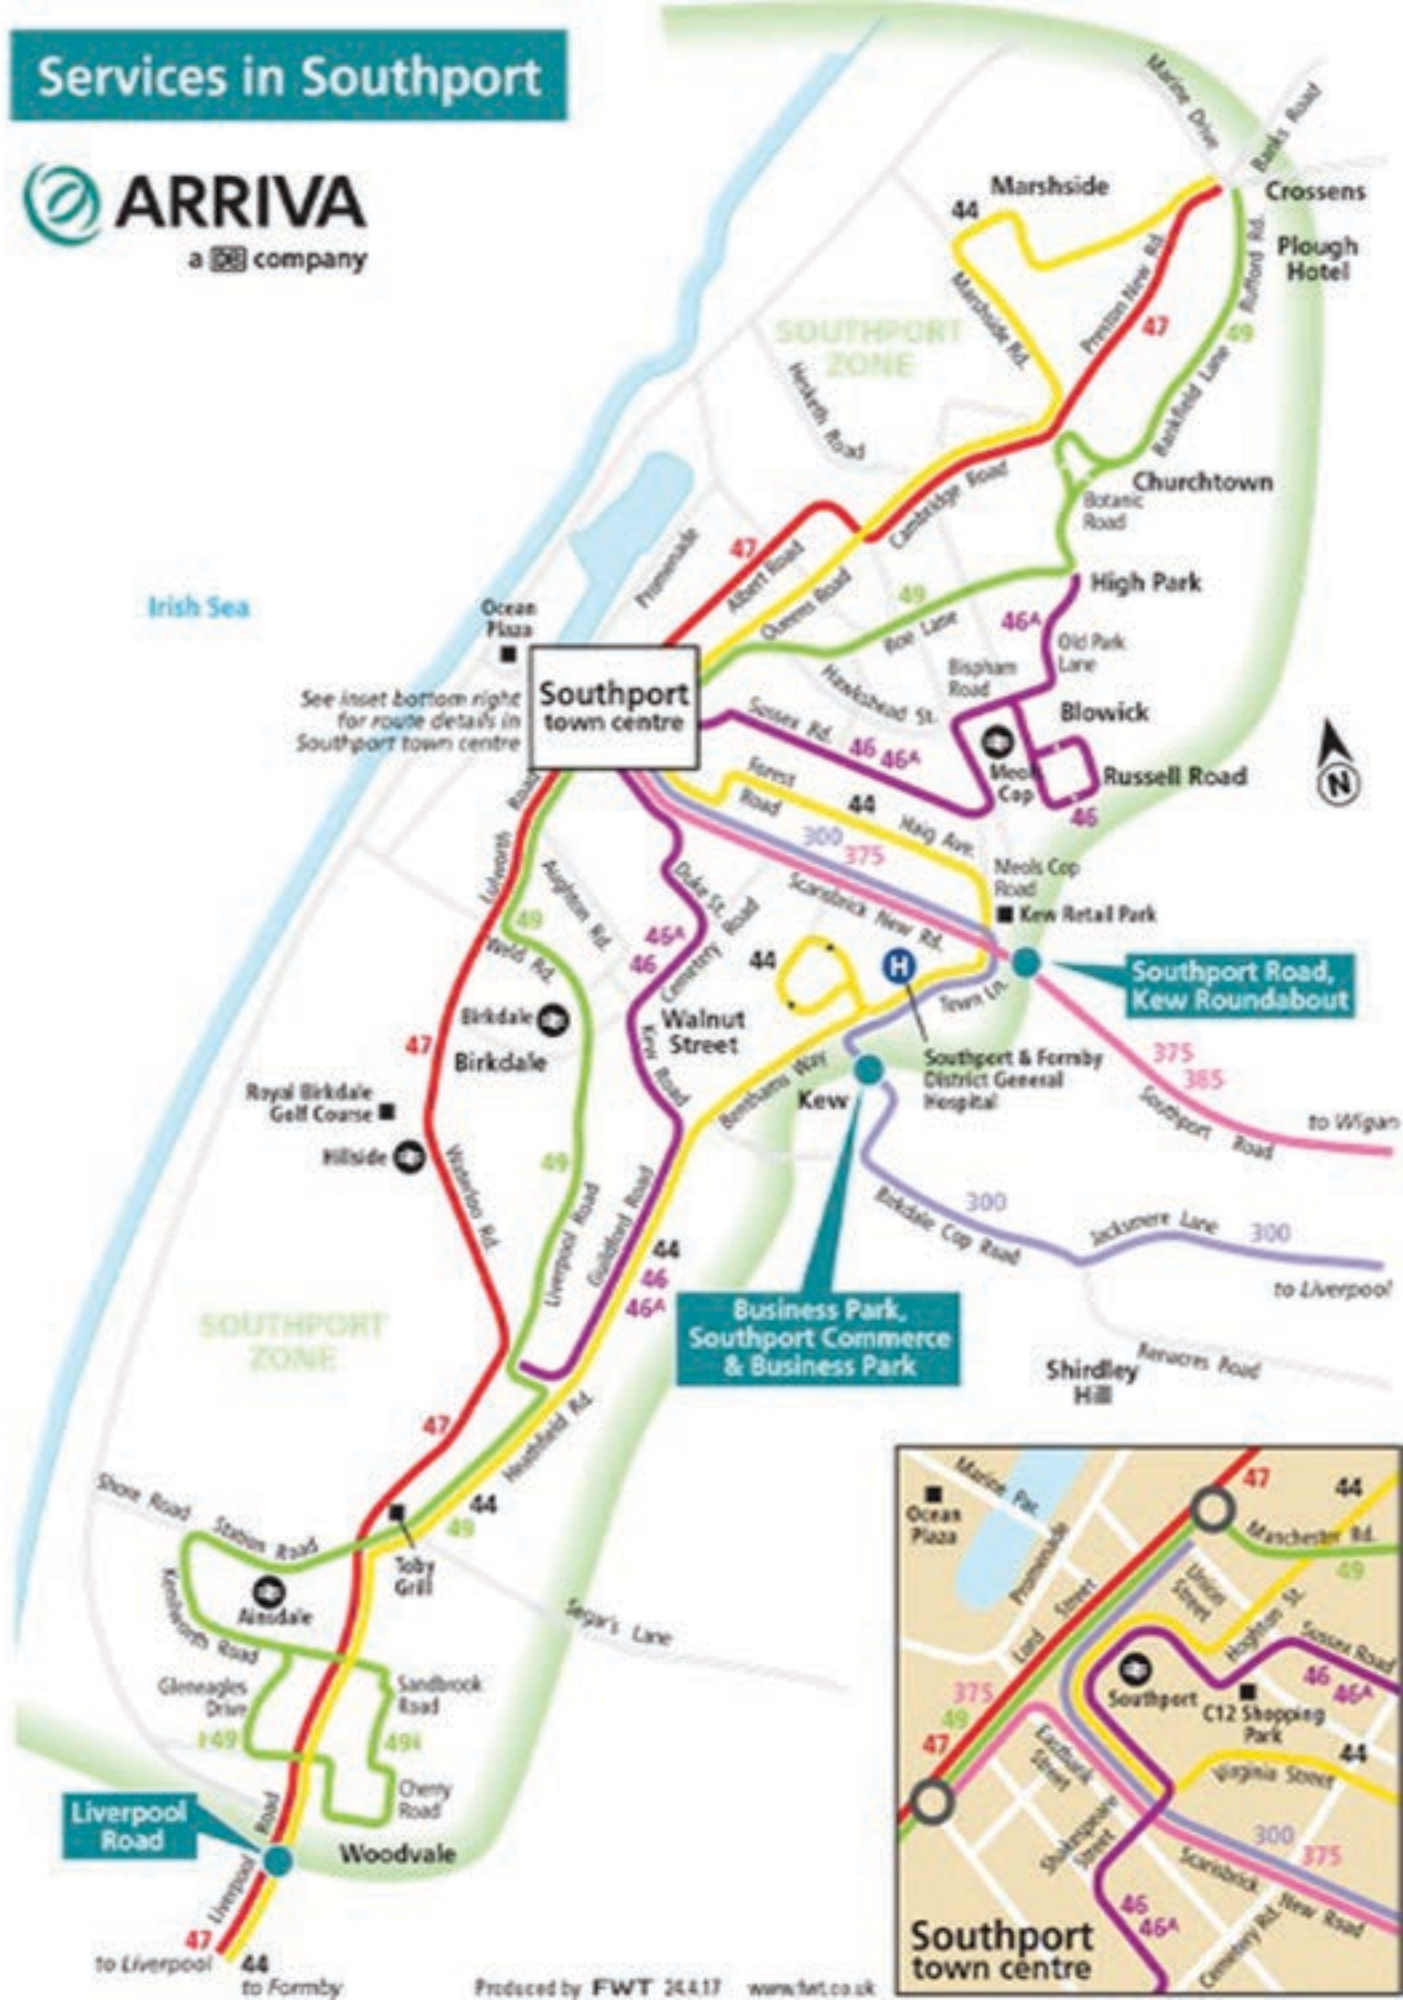 Services in Southport
ARRIVA
a DB company
Marine Drive
Banks Road
Marshside
44
Crossens
Plough
Hotel
Rufford Rd.
Marshside Rd.
Preston New Rd.
47
49
SOUTHPORT
ZONE
Hesketh Road
Bankfield Lane
Churchtown
Cambridge Road
Botanic
Road
47
Albert Road
Promenade
Queens Road
49
Roe Lane
High Park
46A
Old Park
Lane
Irish Sea
Ocean
Plaza
Bispham
Road
Hawkshead St.
See inset bottom right
for route details in
Southport town centre
Southport
town centre
Sussex Rd.
46 46A
Blowick
Meols
Cop
Russell Road
46
N
Forest
Road
44
Haig Ave.
300
375
Scarisbrick New Rd.
Meols Cop
Road
Kew Retail Park
Lulworth Road
Aughton Rd.
Duke St.
Cemetery Road
49
Weld Rd.
46A
46
44
H
Town Ln.
Southport Road,
Kew Roundabout
Birkdale
Birkdale
Walnut
Street
Kew Road
47
Royal Birkdale
Golf Course
Hillside
Benthams Way
Kew
Southport & Formby
District General
Hospital
375
385
Southport Road
to Wigan
Waterloo Rd.
49
Liverpool Road
Guildford Road
44
46
46A
300
Birkdale Cop Road
Jacksmere Lane
300
to Liverpool
Business Park,
Southport Commerce
& Business Park
Shirdley
Hill
Renacres Road
SOUTHPORT
ZONE
47
Heathfield Rd.
44
49
Toby
Grill
Shore Road
Station Road
Ainsdale
Kenilworth Road
Segar's Lane
Gleneagles
Drive
49
Sandbrook
Road
49
Cherry
Road
Liverpool
Road
Woodvale
Liverpool Road
47
to Liverpool
44
to Formby
Produced by FWT 24.4.17 www.fwt.co.uk
Marine Par.
Ocean
Plaza
Promenade
47
44
Manchester Rd.
49
Union
Street
Lord Street
Hoghton St.
Sussex Road
46
46A
Southport
C12 Shopping
Park
375
49
47
Eastbank
Street
44
Virginia Street
Shakespeare
Street
300
375
Scarisbrick New Road
46
46A
Cemetery Rd.
Southport
town centre